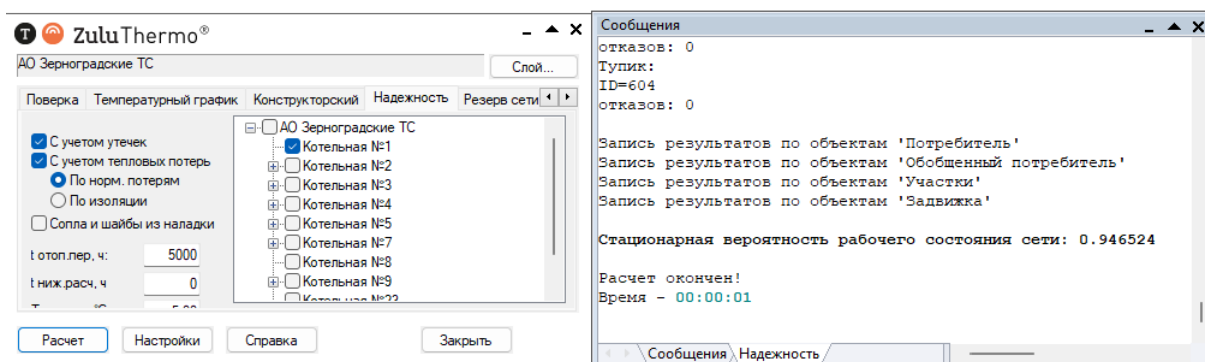 ZuluThermo®
АО Зерноградские ТС
Слой...
Поверка Температурный график Конструкторский Надежность Резерв сети
С учетом утечек
С учетом тепловых потерь
По норм. потерям
По изоляции
Сопла и шайбы из наладки
t отоп.пер, ч: 5000
t ниж.расч, ч 0
АО Зерноградские ТС
Котельная №1
Котельная №2
Котельная №3
Котельная №4
Котельная №5
Котельная №7
Котельная №8
Котельная №9
Расчет Настройки Справка Закрыть
Сообщения
отказов: 0
Тупик:
ID=604
отказов: 0
Запись результатов по объектам 'Потребитель'
Запись результатов по объектам 'Обобщенный потребитель'
Запись результатов по объектам 'Участки'
Запись результатов по объектам 'Задвижка'
Стационарная вероятность рабочего состояния сети: 0.946524
Расчет окончен!
Время - 00:00:01
Сообщения Надежность